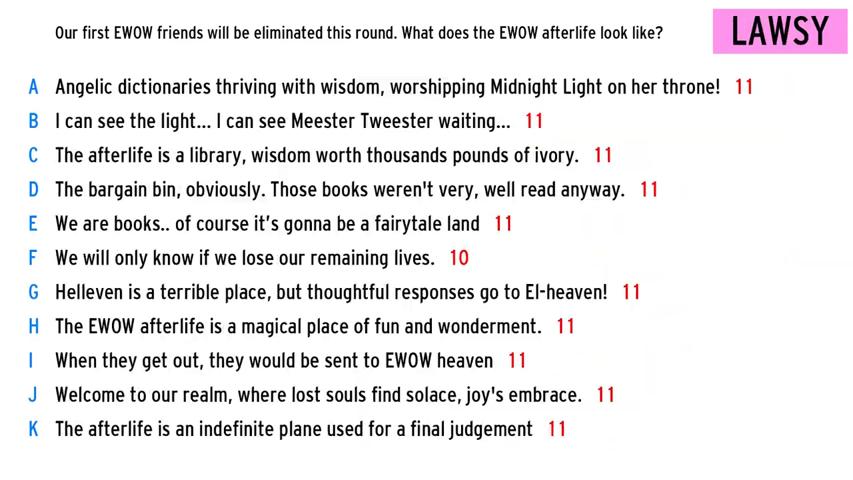 Our first EWOW friends will be eliminated this round. What does the EWOW afterlife look like?
LAWSY
A Angelic dictionaries thriving with wisdom, worshipping Midnight Light on her throne! 11
B I can see the light... I can see Meester Tweester waiting... 11
C The afterlife is a library, wisdom worth thousands pounds of ivory. 11
D The bargain bin, obviously. Those books weren't very, well read anyway. 11
E We are books.. of course it's gonna be a fairytale land 11
F We will only know if we lose our remaining lives. 10
G Helleven is a terrible place, but thoughtful responses go to El-heaven! 11
H The EWOW afterlife is a magical place of fun and wonderment. 11
I When they get out, they would be sent to EWOW heaven 11
J Welcome to our realm, where lost souls find solace, joy's embrace. 11
K The afterlife is an indefinite plane used for a final judgement 11